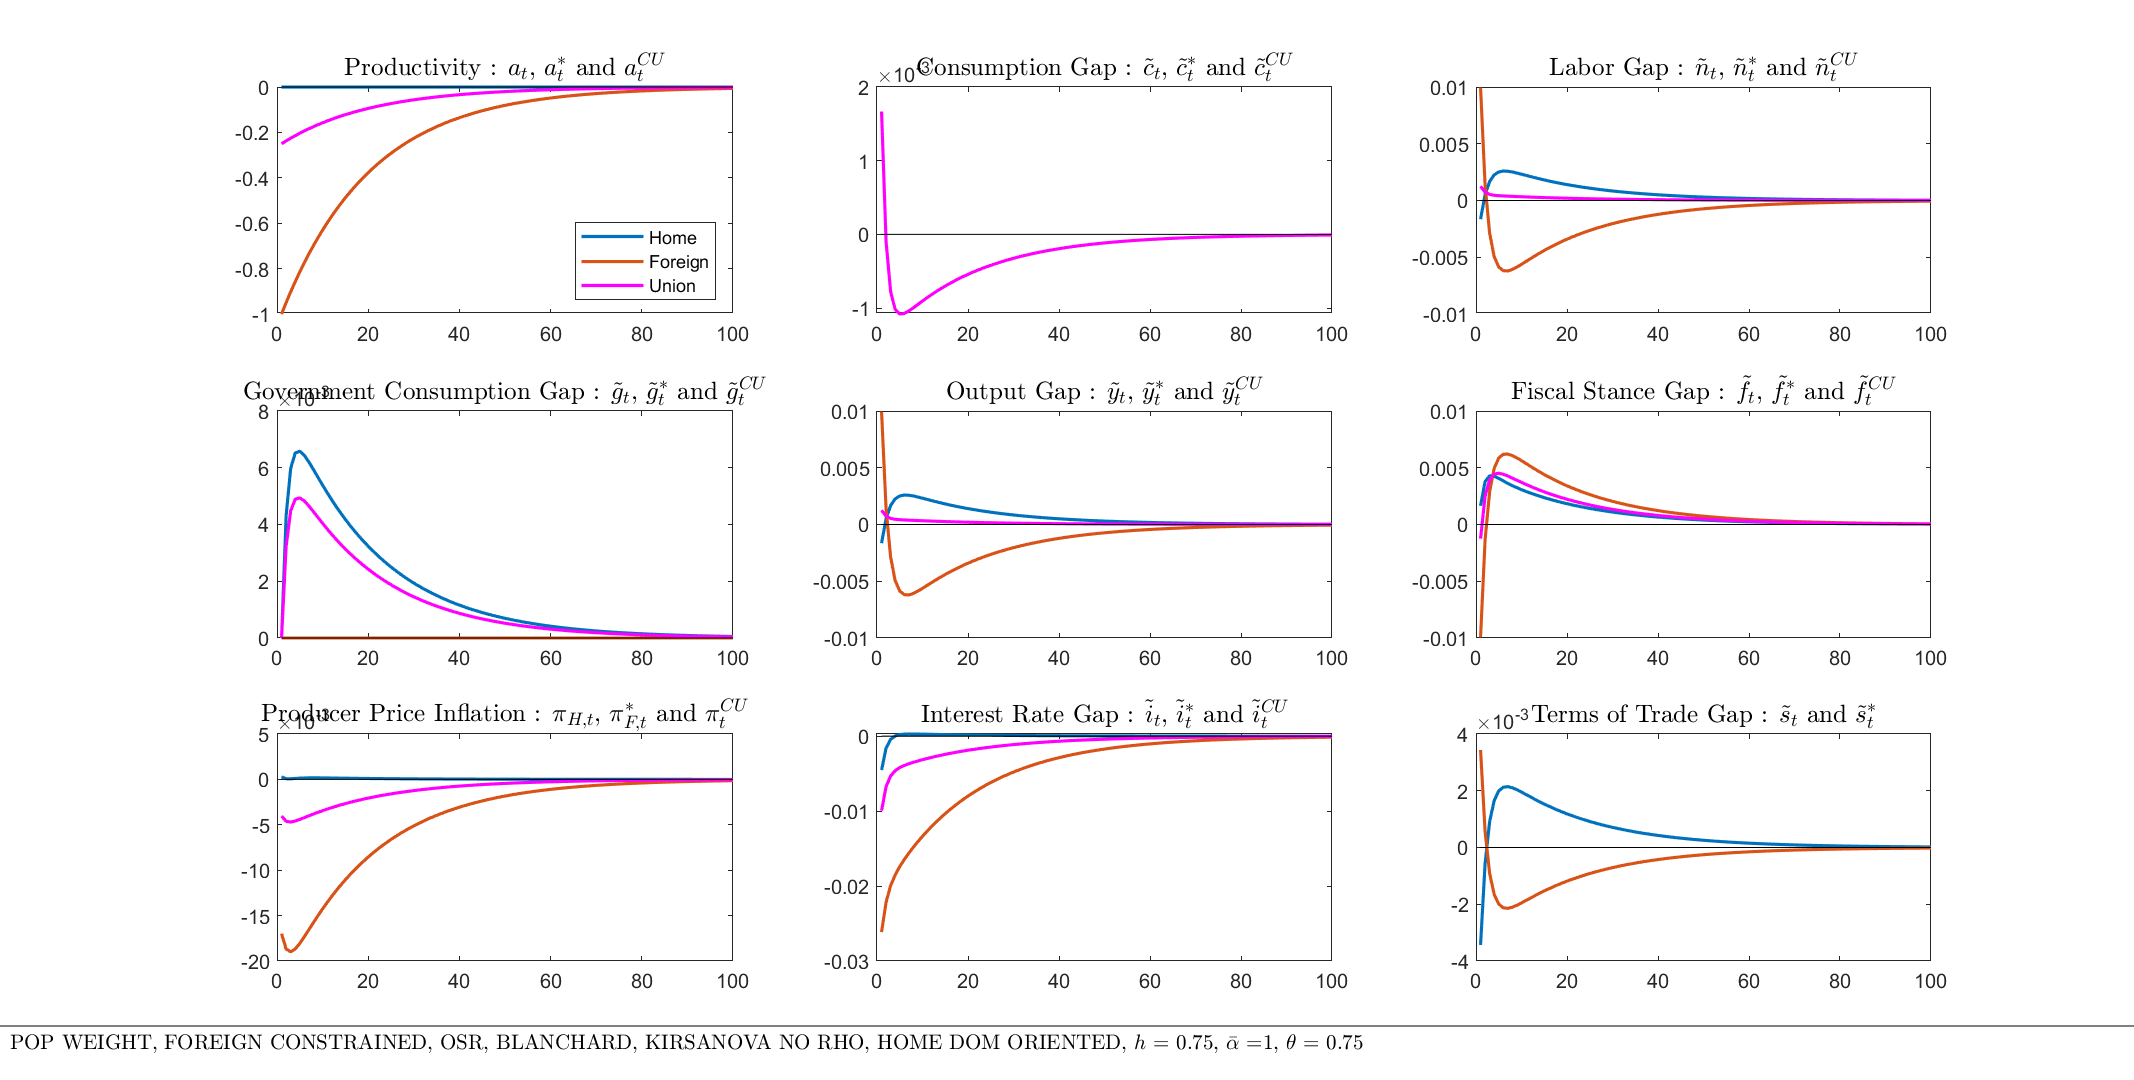 Productivity : a_t, a_t^* and a_t^{CU}
0
-0.2
-0.4
-0.6
-0.8
-1
0 20 40 60 80 100
Home
Foreign
Union
×10^-3
Consumption Gap : c̃_t, c̃_t^* and c̃_t^{CU}
2
1
0
-1
0 20 40 60 80 100
Labor Gap : ñ_t, ñ_t^* and ñ_t^{CU}
0.01
0.005
0
-0.005
-0.01
0 20 40 60 80 100
Government Consumption Gap : g̃_t, g̃_t^* and g̃_t^{CU}
×10^-3
8
6
4
2
0
0 20 40 60 80 100
Output Gap : ỹ_t, ỹ_t^* and ỹ_t^{CU}
0.01
0.005
0
-0.005
-0.01
0 20 40 60 80 100
Fiscal Stance Gap : f̃_t, f̃_t^* and f̃_t^{CU}
0.01
0.005
0
-0.005
-0.01
0 20 40 60 80 100
Producer Price Inflation : π_{H,t}, π_{F,t}^* and π_t^{CU}
×10^-3
5
0
-5
-10
-15
-20
0 20 40 60 80 100
Interest Rate Gap : ĩ_t, ĩ_t^* and ĩ_t^{CU}
0
-0.01
-0.02
-0.03
0 20 40 60 80 100
×10^-3
Terms of Trade Gap : s̃_t and s̃_t^*
4
2
0
-2
-4
0 20 40 60 80 100
POP WEIGHT, FOREIGN CONSTRAINED, OSR, BLANCHARD, KIRSANOVA NO RHO, HOME DOM ORIENTED, h = 0.75, ᾱ =1, θ = 0.75